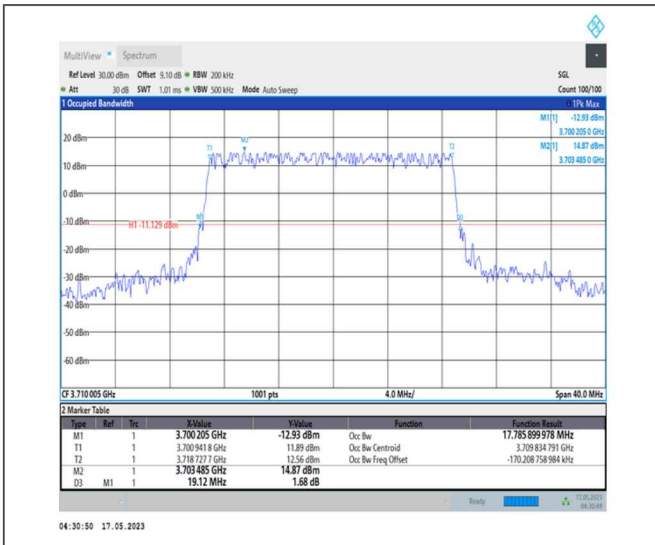 MultiView Spectrum
Ref Level 30.00 dBm Offset 9.10 dB RBW 200 kHz SGL
Att 30 dB SWT 1.01 ms VBW 500 kHz Mode Auto Sweep Count 100/100
1 Occupied Bandwidth 1Pk Max
M1[1] -12.93 dBm
3.700 205 0 GHz
M2[1] 14.87 dBm
3.703 485 0 GHz
20 dBm
T1 M2 T2
10 dBm
0 dBm
-10 dBm
M1
D3
H1 -11.129 dBm
-20 dBm
-30 dBm
-40 dBm
-50 dBm
-60 dBm
CF 3.710 005 GHz 1001 pts 4.0 MHz/ Span 40.0 MHz
2 Marker Table
Type Ref Trc X-Value Y-Value Function Function Result
M1 1 3.700 205 GHz -12.93 dBm Occ Bw 17.785 899 978 MHz
T1 1 3.700 941 8 GHz 11.89 dBm Occ Bw Centroid 3.709 834 791 GHz
T2 1 3.718 727 7 GHz 12.56 dBm Occ Bw Freq Offset -170.208 758 984 kHz
M2 1 3.703 485 GHz 14.87 dBm
D3 M1 1 19.12 MHz 1.68 dB
Ready 17.05.2023
04:30:49
04:30:50 17.05.2023